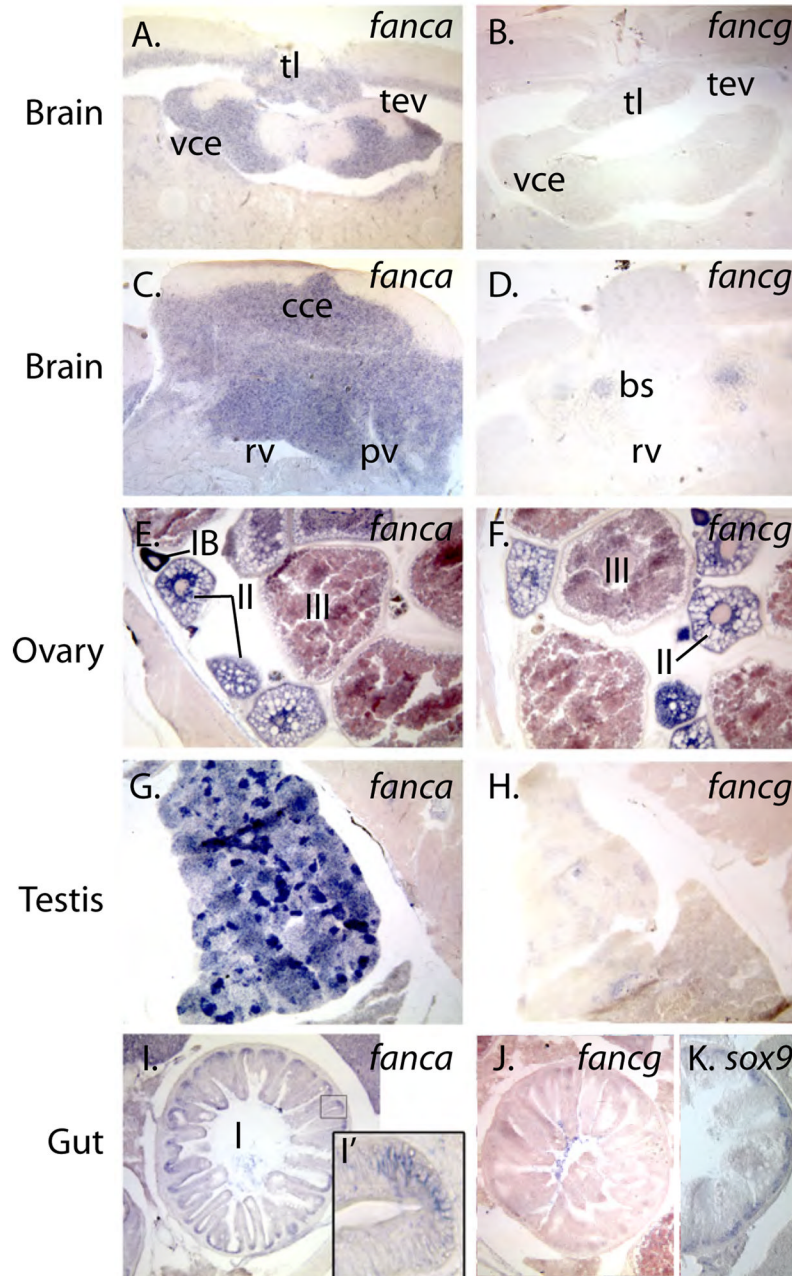 A. fanca
tl
tev
vce
Brain
B. fancg
tl
tev
vce
C. fanca
cce
rv
pv
Brain
D. fancg
bs
rv
E. fanca
IB
II
III
Ovary
F. fancg
III
II
G. fanca
Testis
H. fancg
I. fanca
l
I'
Gut
J. fancg
K. sox9